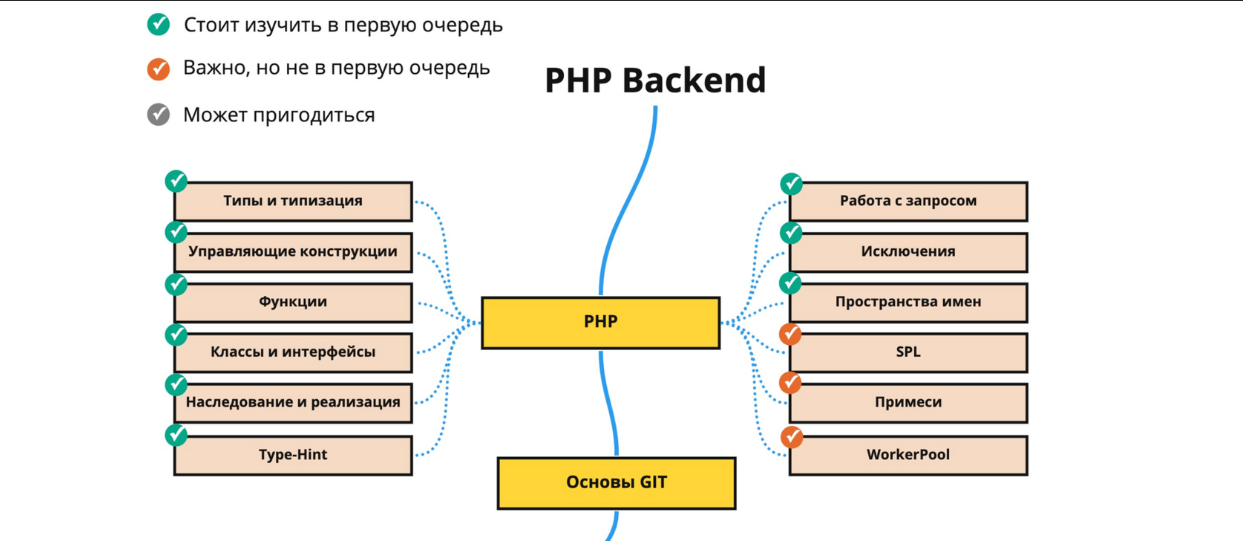 Стоит изучить в первую очередь
Важно, но не в первую очередь
Может пригодиться
PHP Backend
Типы и типизация
Управляющие конструкции
Функции
Классы и интерфейсы
Наследование и реализация
Type-Hint
PHP
Работа с запросом
Исключения
Пространства имен
SPL
Примеси
WorkerPool
Основы GIT